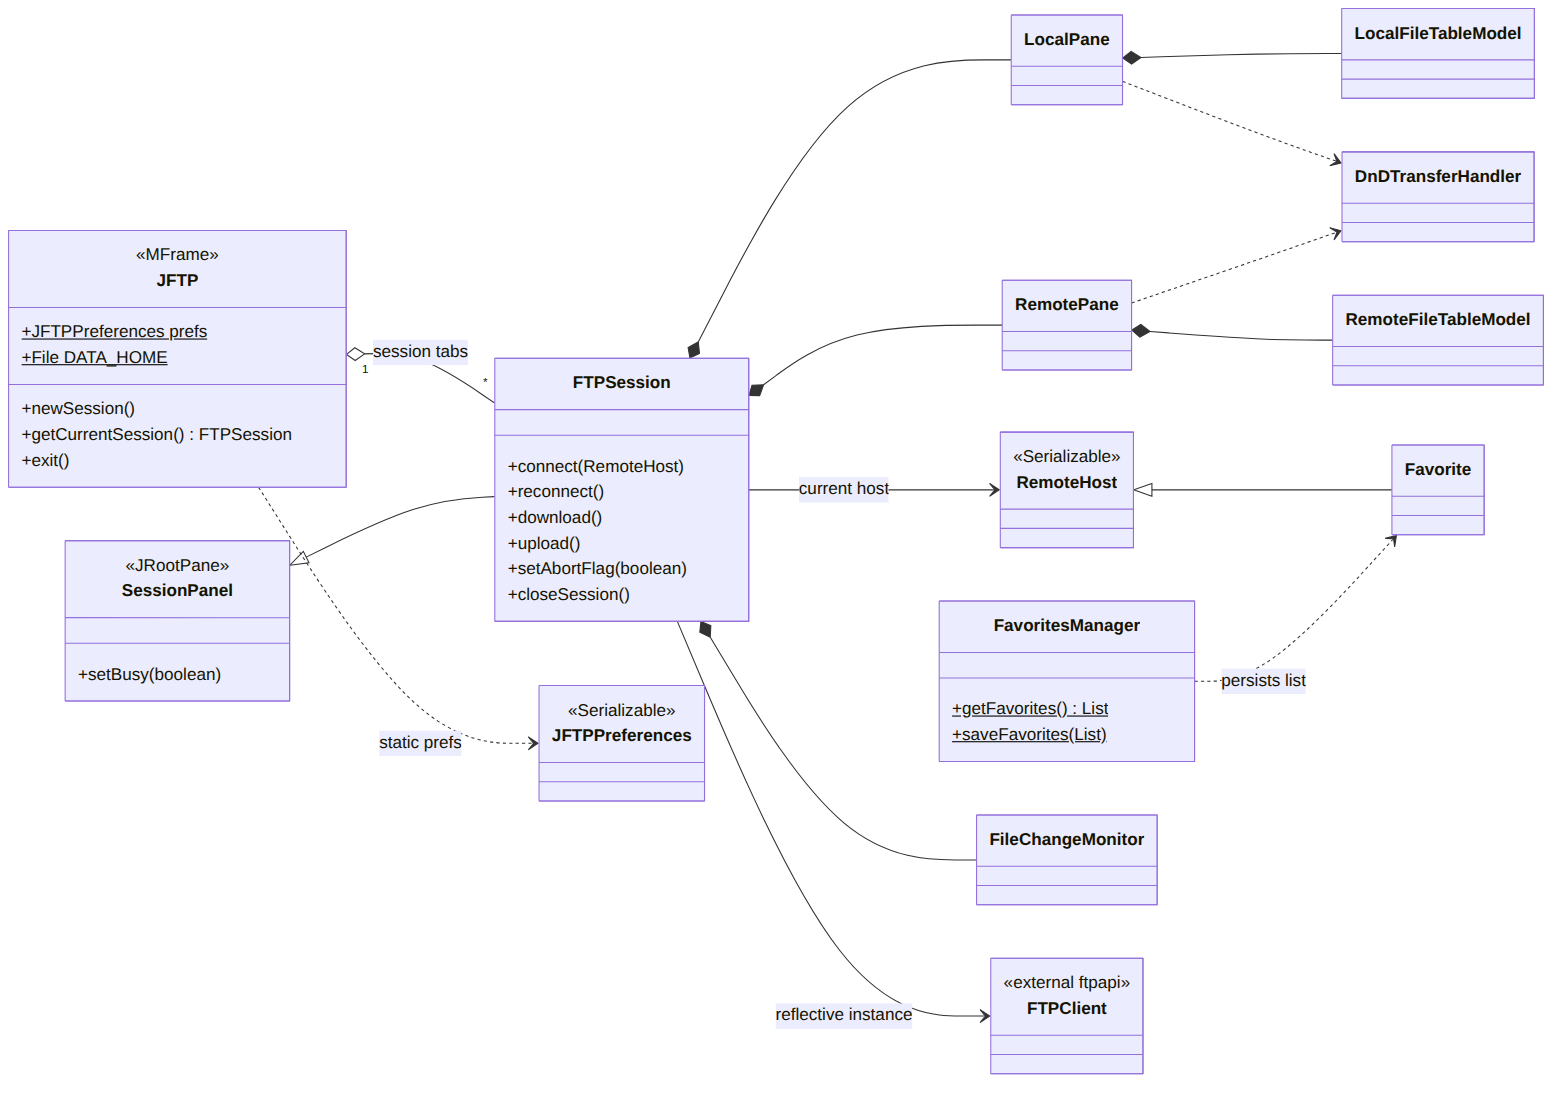 «MFrame»
JFTP
+JFTPPreferences prefs
+File DATA_HOME
+newSession()
+getCurrentSession() : FTPSession
+exit()
session tabs
1
*
«JRootPane»
SessionPanel
+setBusy(boolean)
static prefs
FTPSession
+connect(RemoteHost)
+reconnect()
+download()
+upload()
+setAbortFlag(boolean)
+closeSession()
«Serializable»
JFTPPreferences
current host
reflective instance
LocalPane
RemotePane
«Serializable»
RemoteHost
FavoritesManager
+getFavorites() : List
+saveFavorites(List)
persists list
FileChangeMonitor
«external ftpapi»
FTPClient
LocalFileTableModel
DnDTransferHandler
RemoteFileTableModel
Favorite